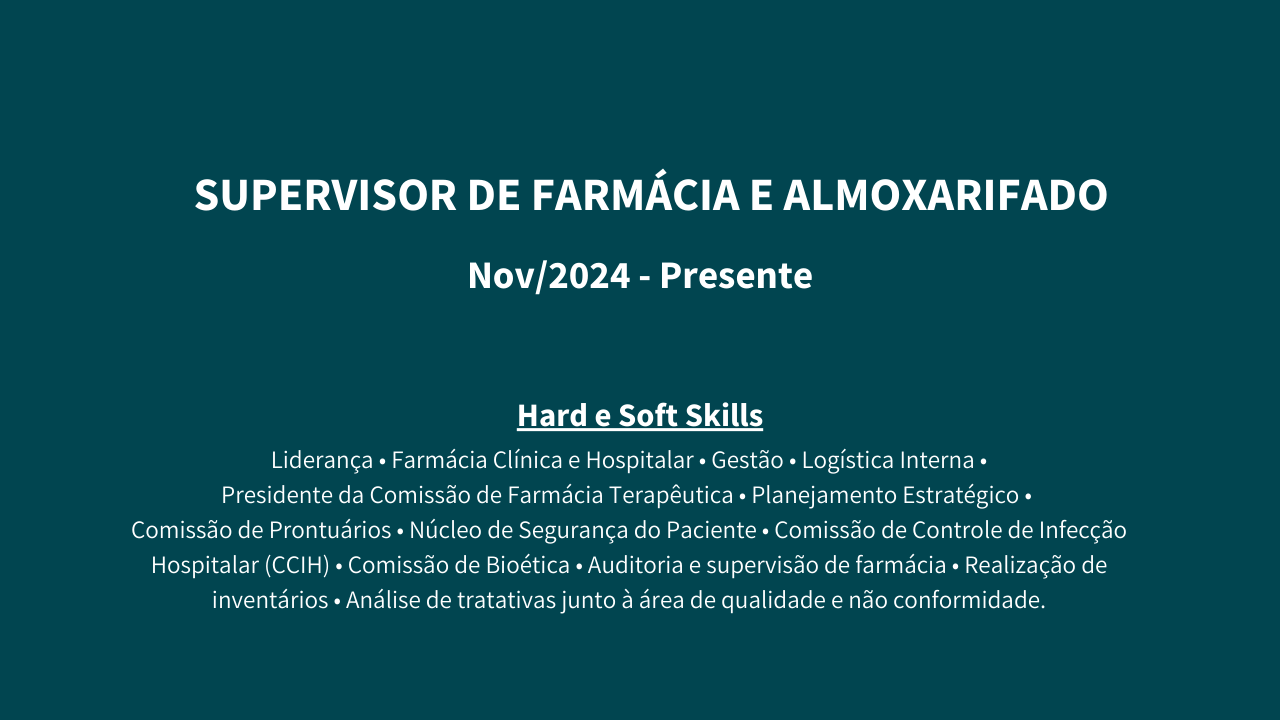 SUPERVISOR DE FARMÁCIA E ALMOXARIFADO
Nov/2024 - Presente
Hard e Soft Skills
Liderança • Farmácia Clínica e Hospitalar • Gestão • Logística Interna •
Presidente da Comissão de Farmácia Terapêutica • Planejamento Estratégico •
Comissão de Prontuários • Núcleo de Segurança do Paciente • Comissão de Controle de Infecção
Hospitalar (CCIH) • Comissão de Bioética • Auditoria e supervisão de farmácia • Realização de
inventários • Análise de tratativas junto à área de qualidade e não conformidade.